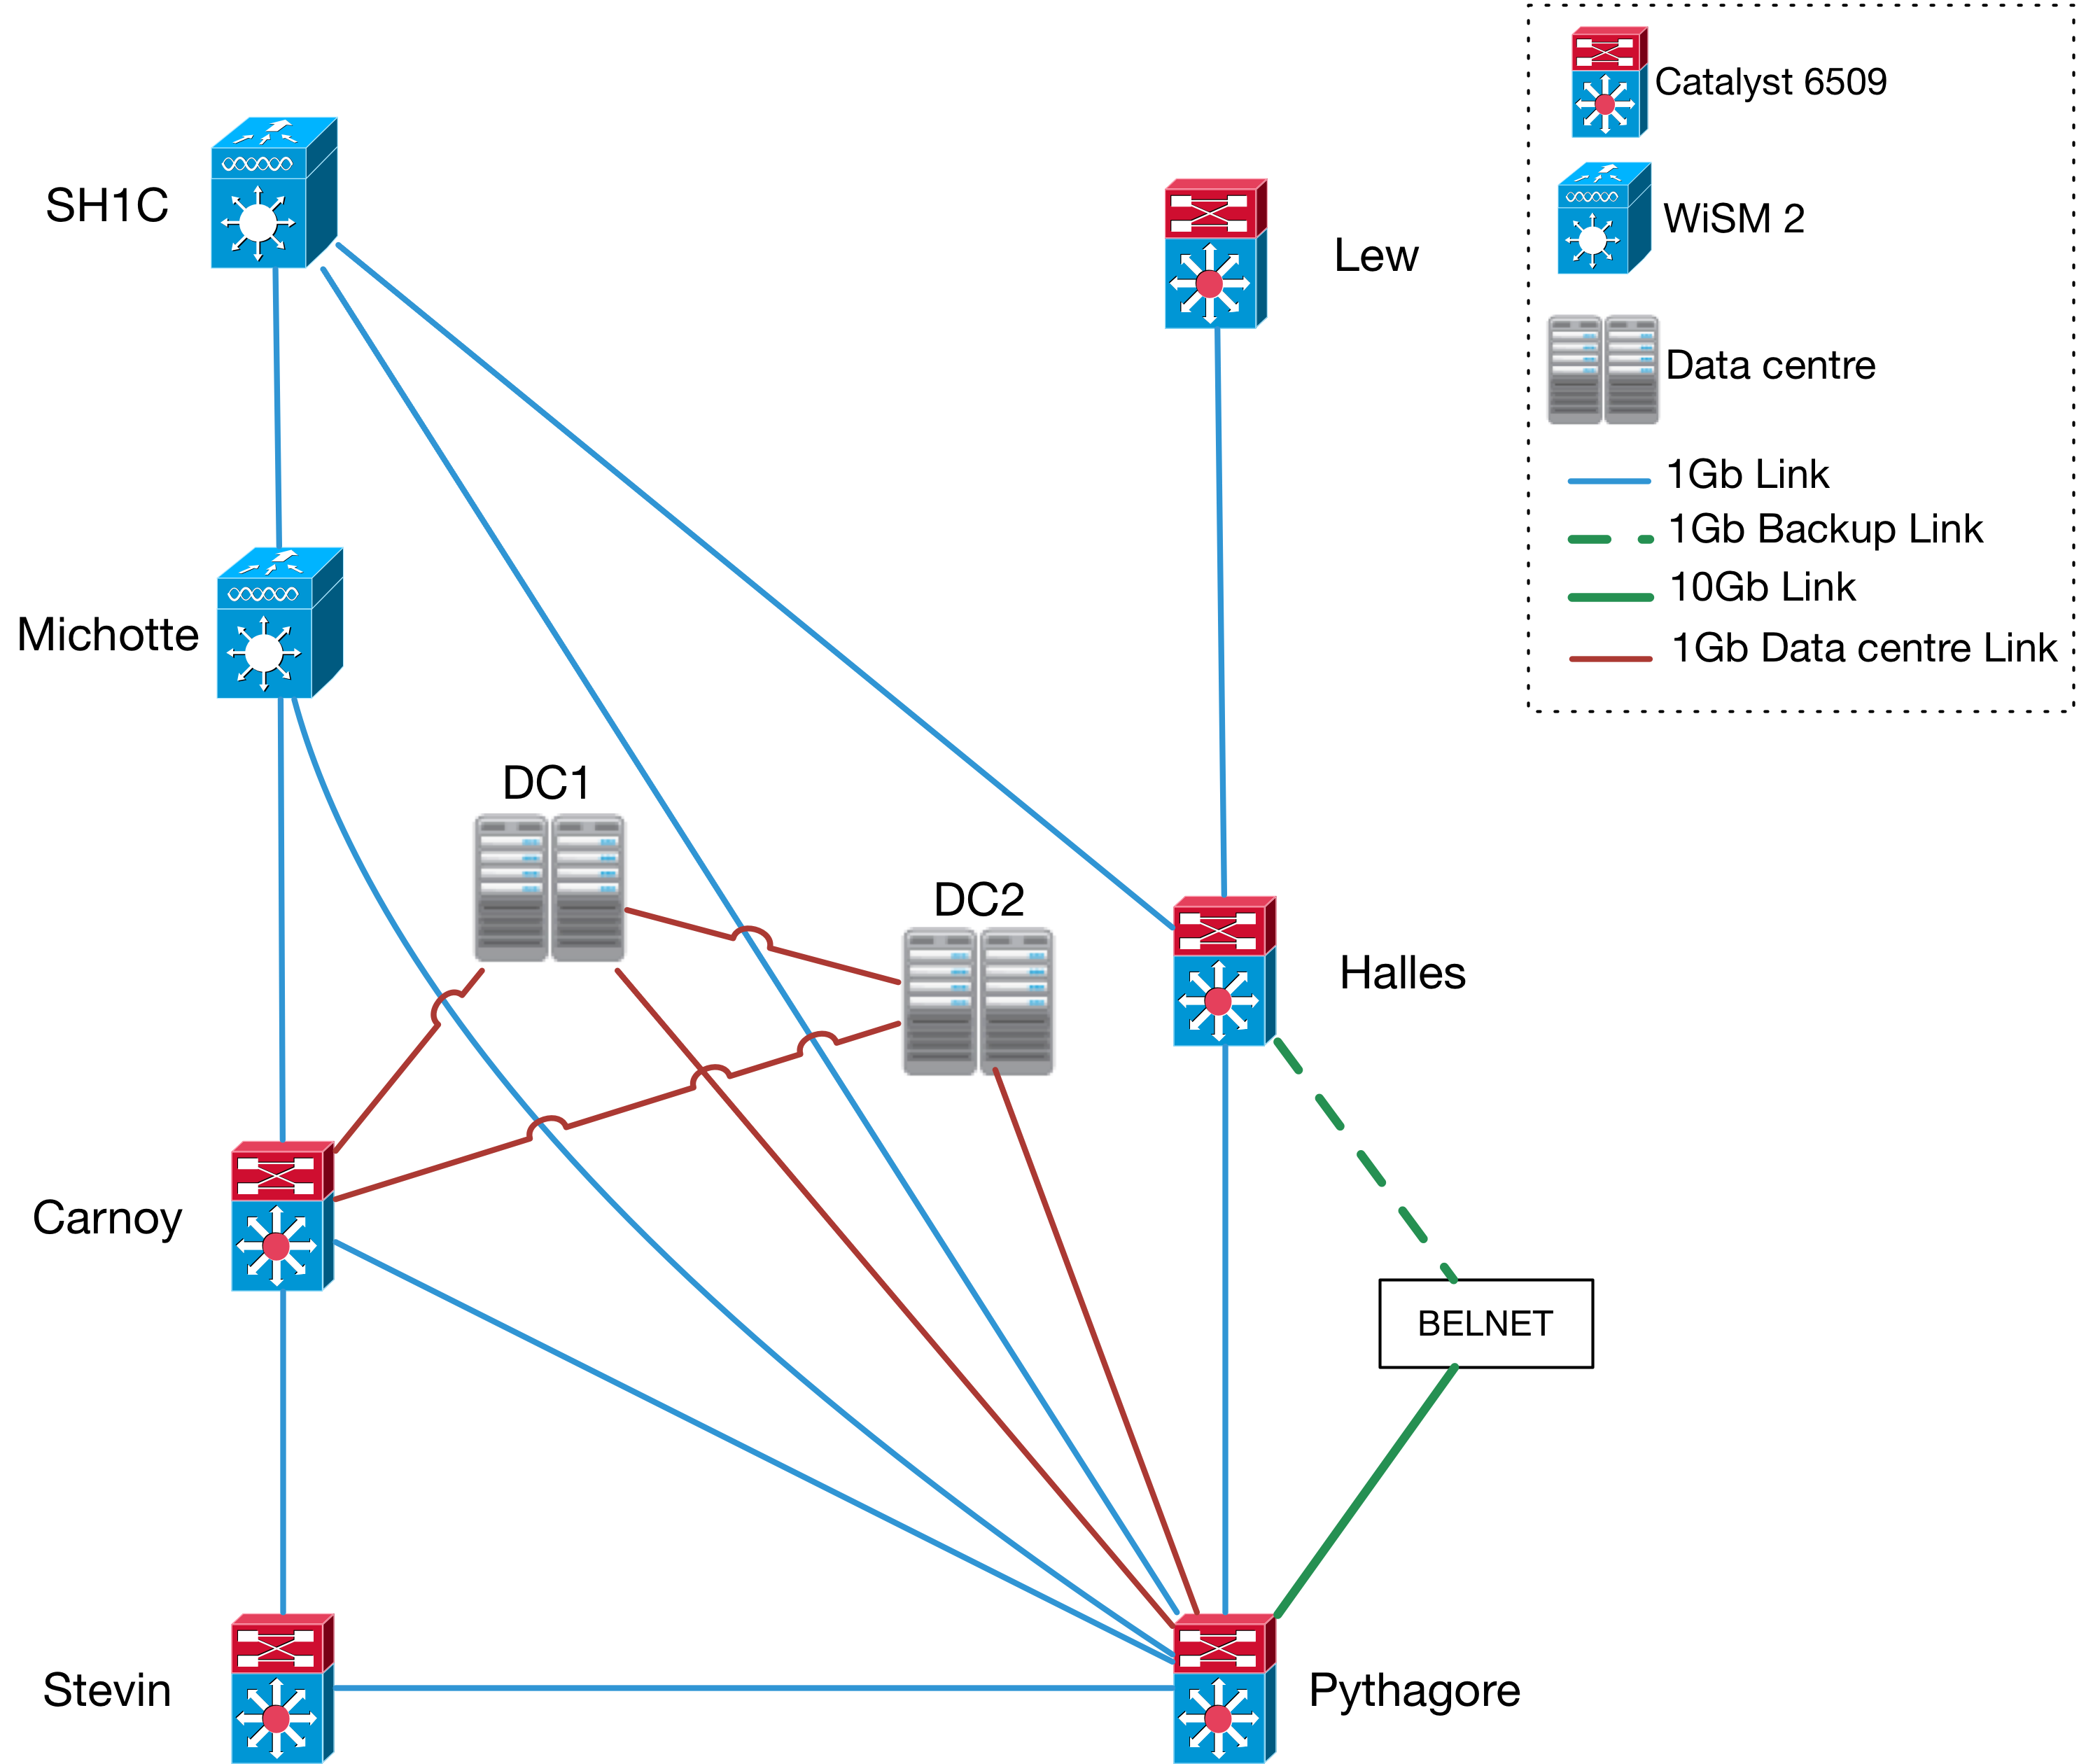 Catalyst 6509
SH1C
WiSM 2
Lew
Data centre
1Gb Link
1Gb Backup Link
10Gb Link
Michotte
1Gb Data centre Link
DC1
DC2
Halles
Carnoy
BELNET
Stevin
Pythagore